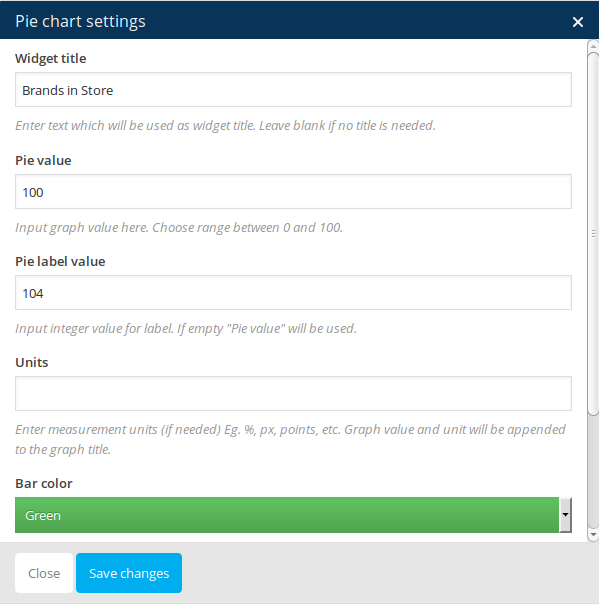 Pie chart settings
Widget title
Brands in Store
Enter text which will be used as widget title. Leave blank if no title is needed.
Pie value
100
Input graph value here. Choose range between 0 and 100.
Pie label value
104
Input integer value for label. If empty "Pie value" will be used.
Units
Enter measurement units (if needed) Eg. %, px, points, etc. Graph value and unit will be appended
to the graph title.
Bar color
Green
Close Save changes